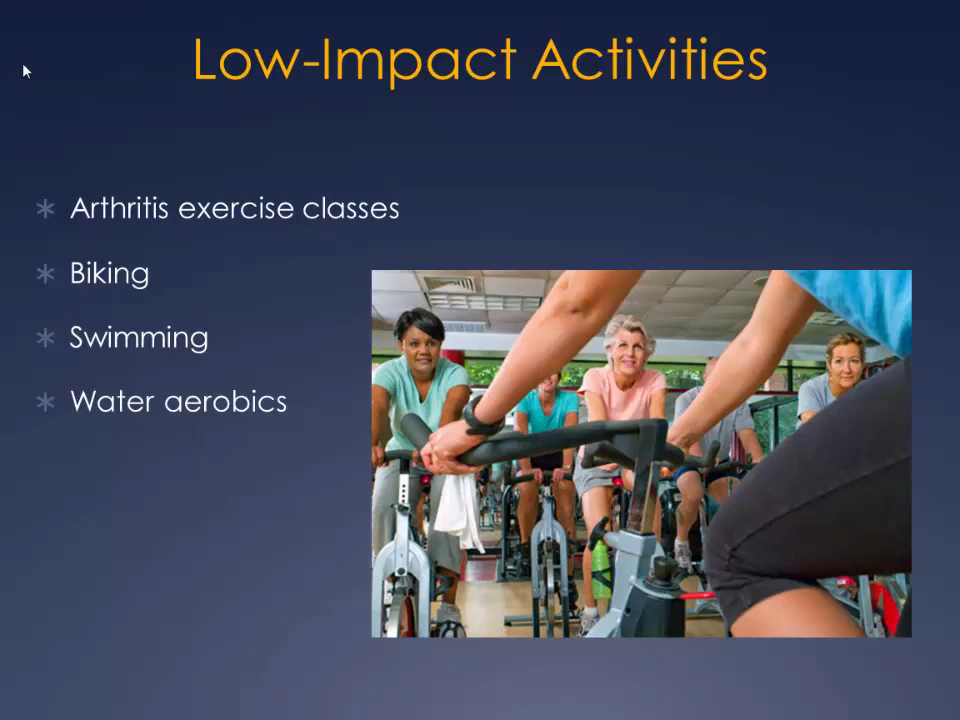 Low-Impact Activities
Arthritis exercise classes
Biking
Swimming
Water aerobics